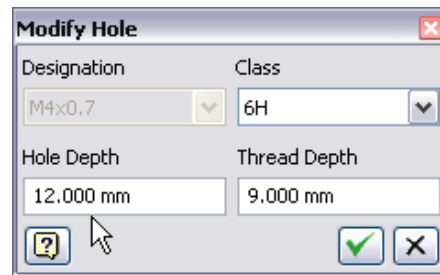 Modify Hole
Designation Class
M4x0.7 6H
Hole Depth Thread Depth
12.000 mm 9.000 mm